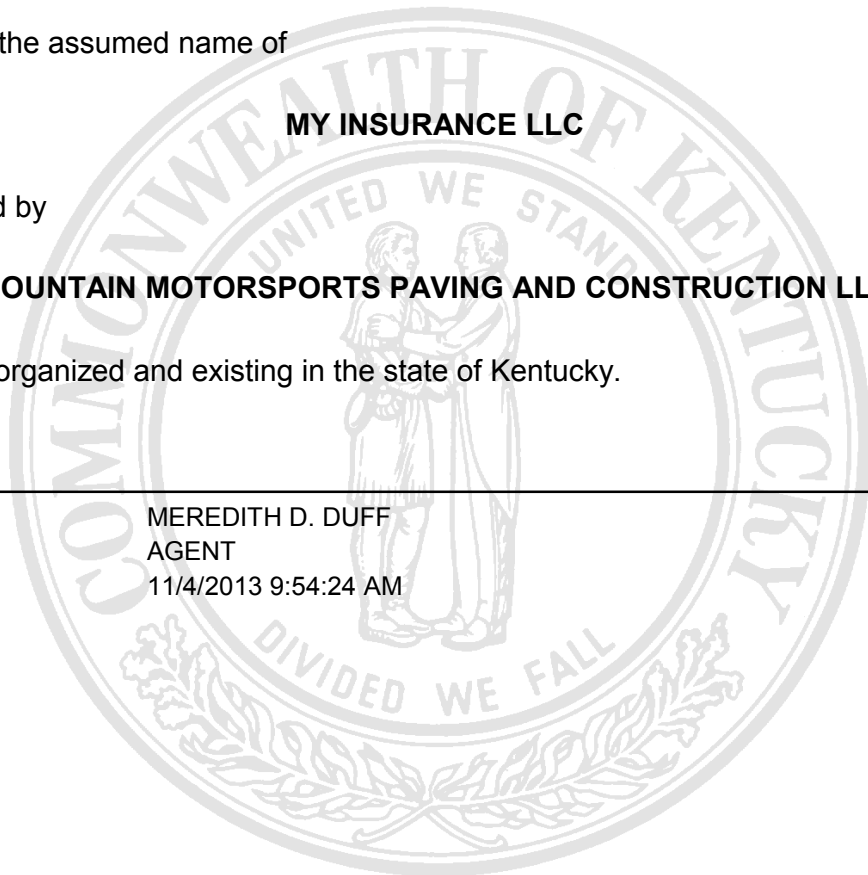 the assumed name of
MY INSURANCE LLC
d by
OUNTAIN MOTORSPORTS PAVING AND CONSTRUCTION LL
organized and existing in the state of Kentucky.
MEREDITH D. DUFF
AGENT
11/4/2013 9:54:24 AM
COMMONWEALTH OF KENTUCKY
UNITED WE STAND
DIVIDED WE FALL